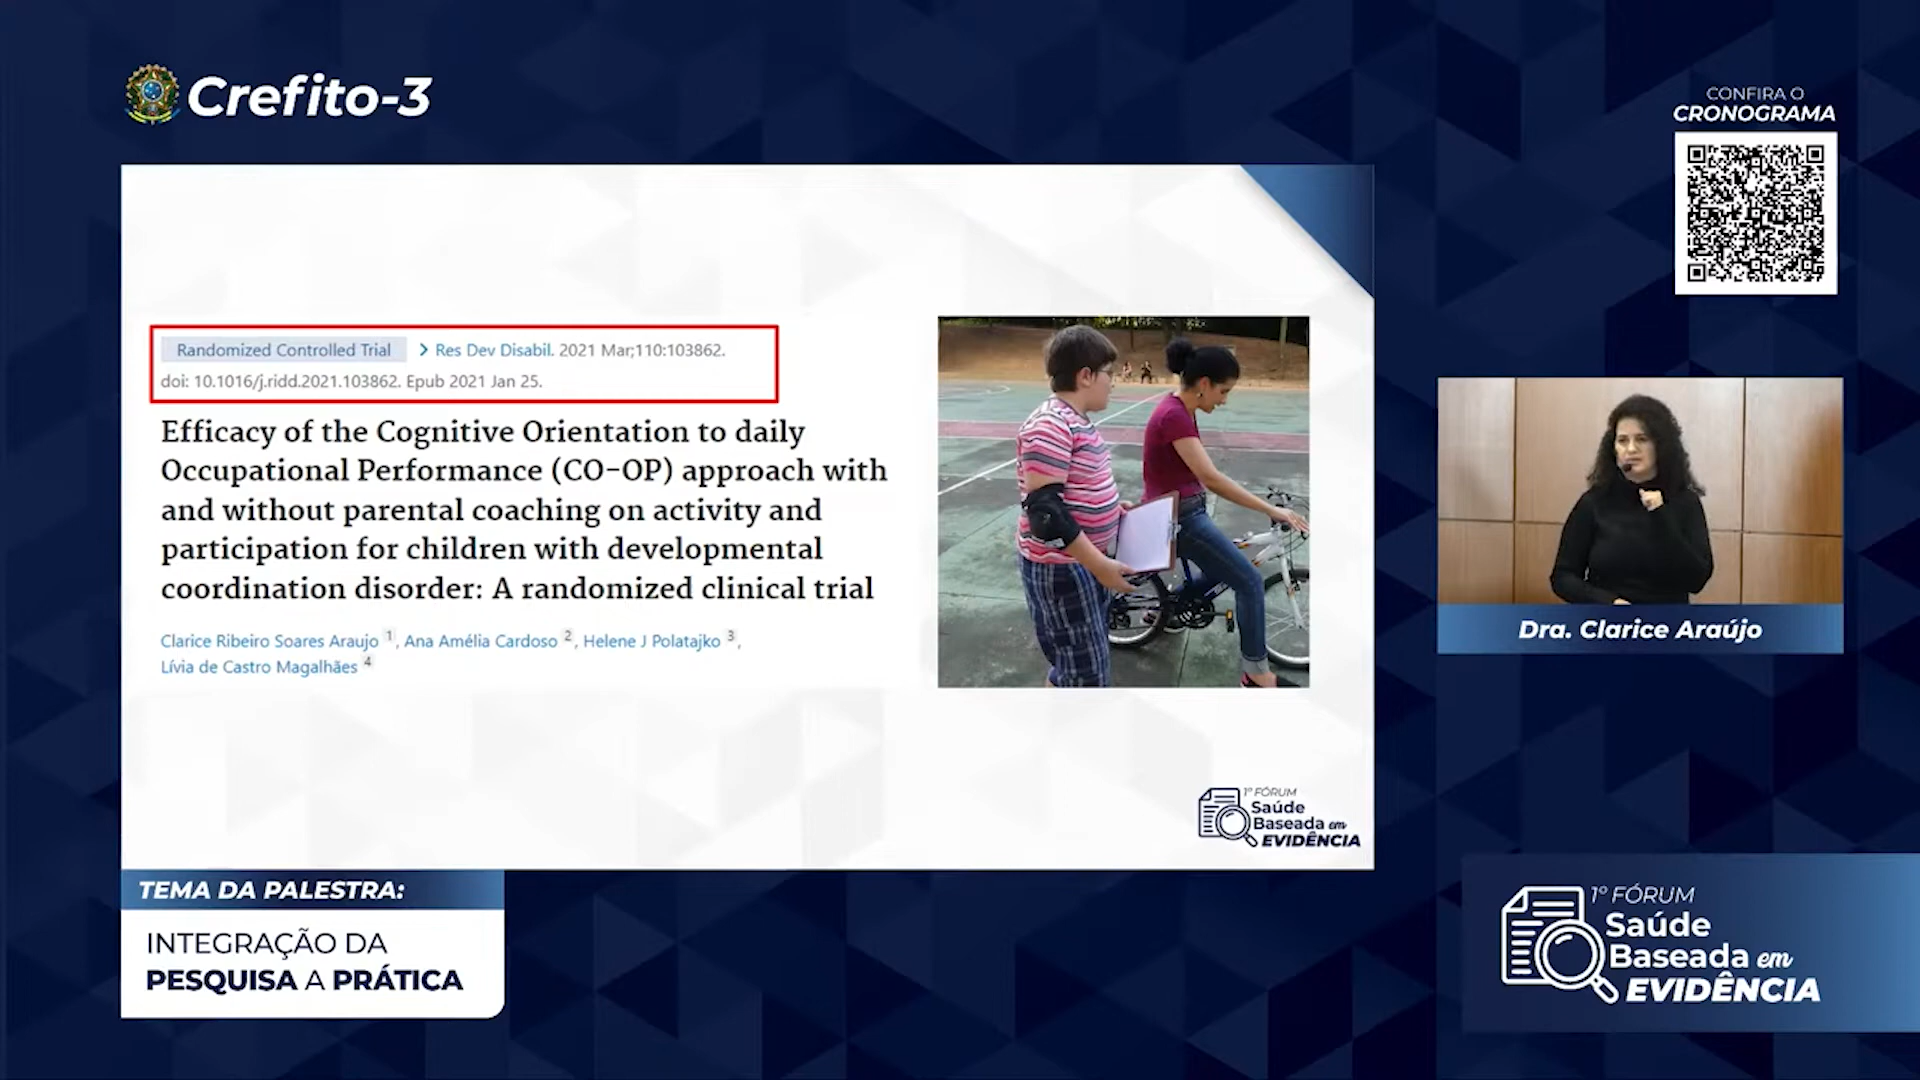 Crefito-3
CONFIRA O
CRONOGRAMA
Randomized Controlled Trial > Res Dev Disabil. 2021 Mar;110:103862.
doi: 10.1016/j.ridd.2021.103862. Epub 2021 Jan 25.
Efficacy of the Cognitive Orientation to daily
Occupational Performance (CO-OP) approach with
and without parental coaching on activity and
participation for children with developmental
coordination disorder: A randomized clinical trial
Clarice Ribeiro Soares Araujo 1, Ana Amélia Cardoso 2, Helene J Polatajko 3,
Lívia de Castro Magalhães 4
1º FÓRUM
Saúde
Baseada em
EVIDÊNCIA
Dra. Clarice Araújo
TEMA DA PALESTRA:
INTEGRAÇÃO DA
PESQUISA A PRÁTICA
1º FÓRUM
Saúde
Baseada em
EVIDÊNCIA